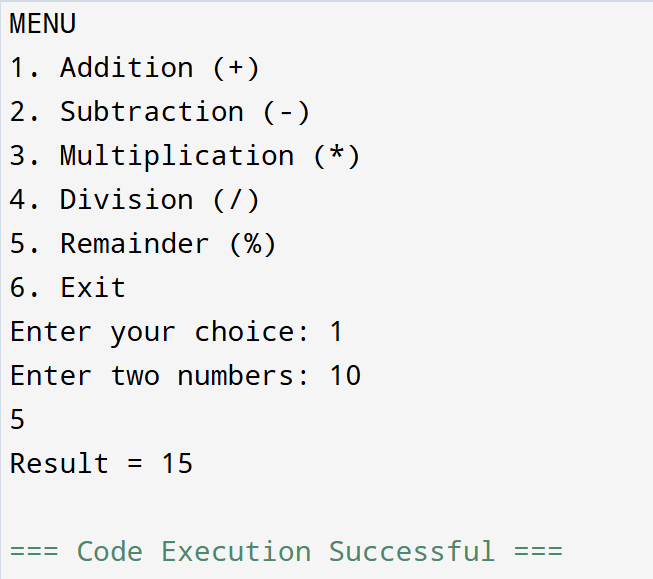 MENU
1. Addition (+)
2. Subtraction (-)
3. Multiplication (*)
4. Division (/)
5. Remainder (%)
6. Exit
Enter your choice: 1
Enter two numbers: 10
5
Result = 15
=== Code Execution Successful ===